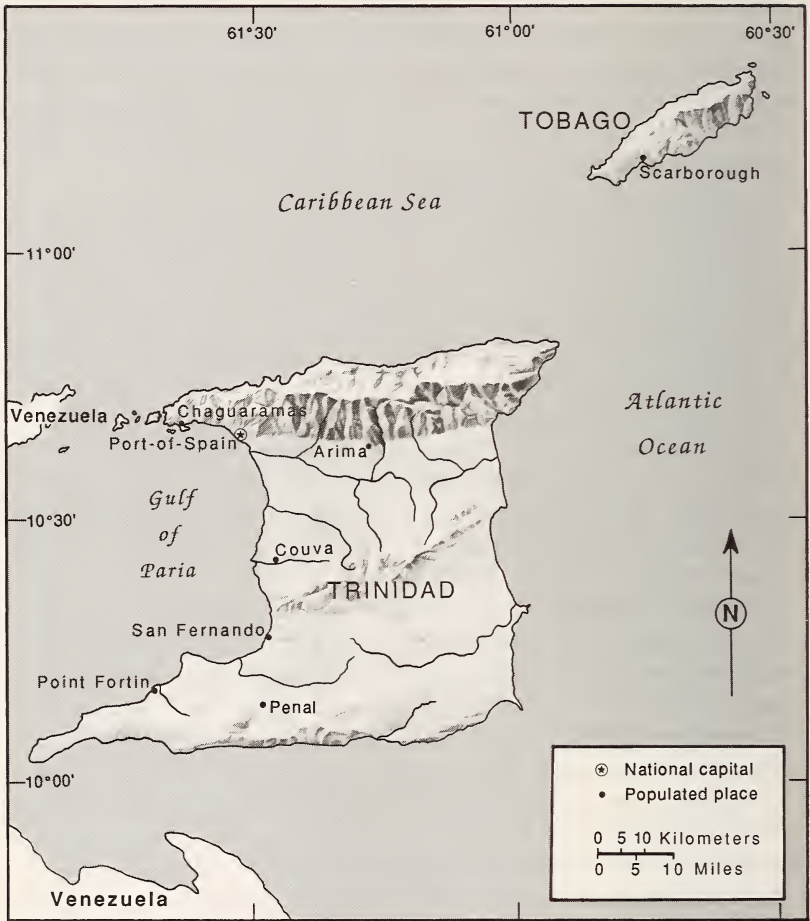 61°30' 61°00' 60°30'
TOBAGO
Scarborough
Caribbean Sea
11°00'
Atlantic
Ocean
Venezuela
Chaguaramas
Port-of-Spain
Arima
Gulf
of
Paria
10°30'
Couva
TRINIDAD
N
San Fernando
Point Fortin
Penal
10°00'
National capital
Populated place
0 5 10 Kilometers
0 5 10 Miles
Venezuela